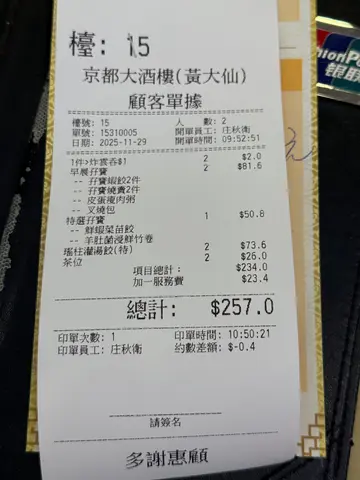 檯: 15
京都大酒樓(黃大仙)
顧客單據
檯號: 15 人 數: 2
單號: 15310005 開單員工: 庄秋衛
日期: 2025-11-29 開單時間: 09:52:51
1件>炸雲吞$1 2 $2.0
早晨孖寶 2 $81.6
-- 孖寶蝦餃2件
-- 孖寶燒賣2件
-- 皮蛋瘦肉粥
-- 叉燒包
特選孖寶 1 $50.8
-- 鮮蝦菜苗餃
-- 羊肚菌浸鮮竹卷
瑤柱灌湯餃(特) 2 $73.6
茶位 2 $26.0
項目總計: $234.0
加一服務費 $23.4
總計: $257.0
印單次數: 1 印單時間: 10:50:21
印單員工: 庄秋衛 約數差額: $-0.4
請簽名
多謝惠顧
銀聯